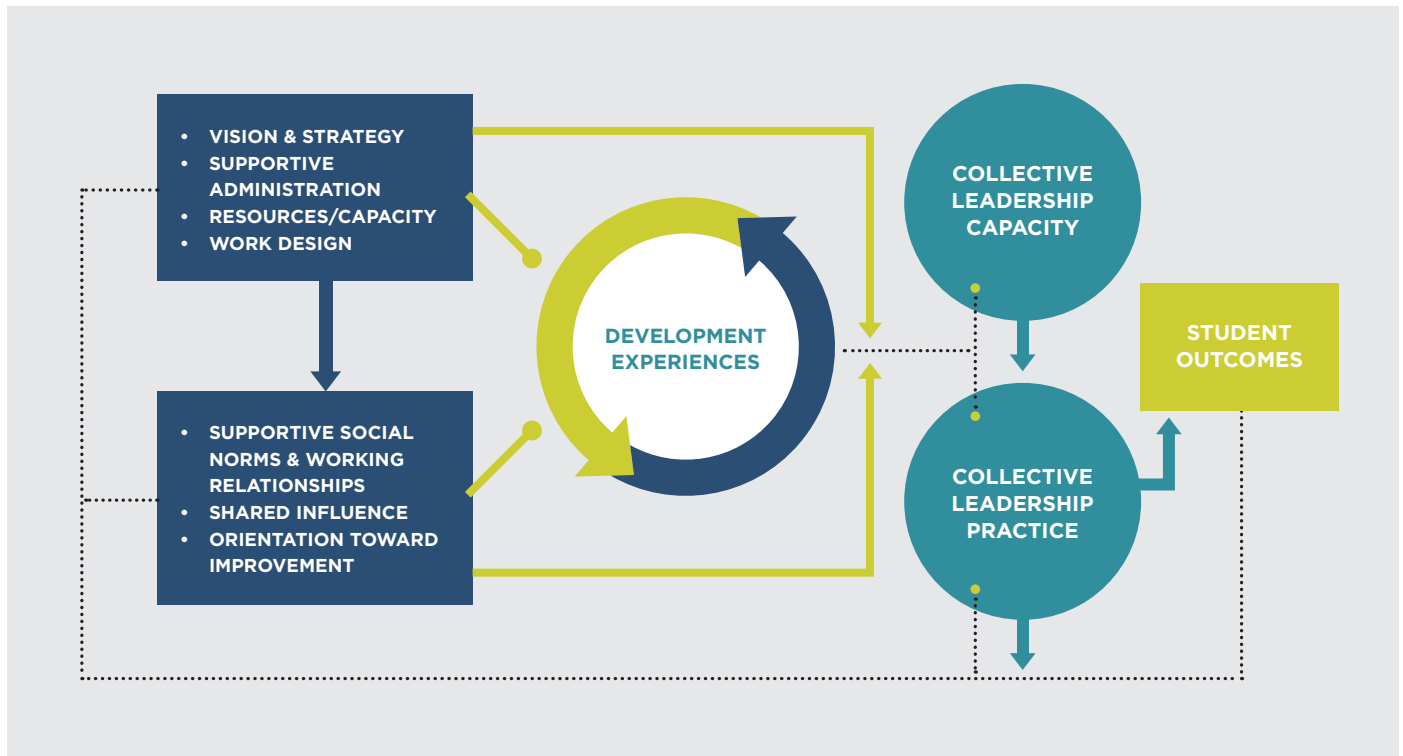 • VISION & STRATEGY
• SUPPORTIVE
ADMINISTRATION
• RESOURCES/CAPACITY
• WORK DESIGN
• SUPPORTIVE SOCIAL
NORMS & WORKING
RELATIONSHIPS
• SHARED INFLUENCE
• ORIENTATION TOWARD
IMPROVEMENT
DEVELOPMENT
EXPERIENCES
COLLECTIVE
LEADERSHIP
CAPACITY
COLLECTIVE
LEADERSHIP
PRACTICE
STUDENT
OUTCOMES